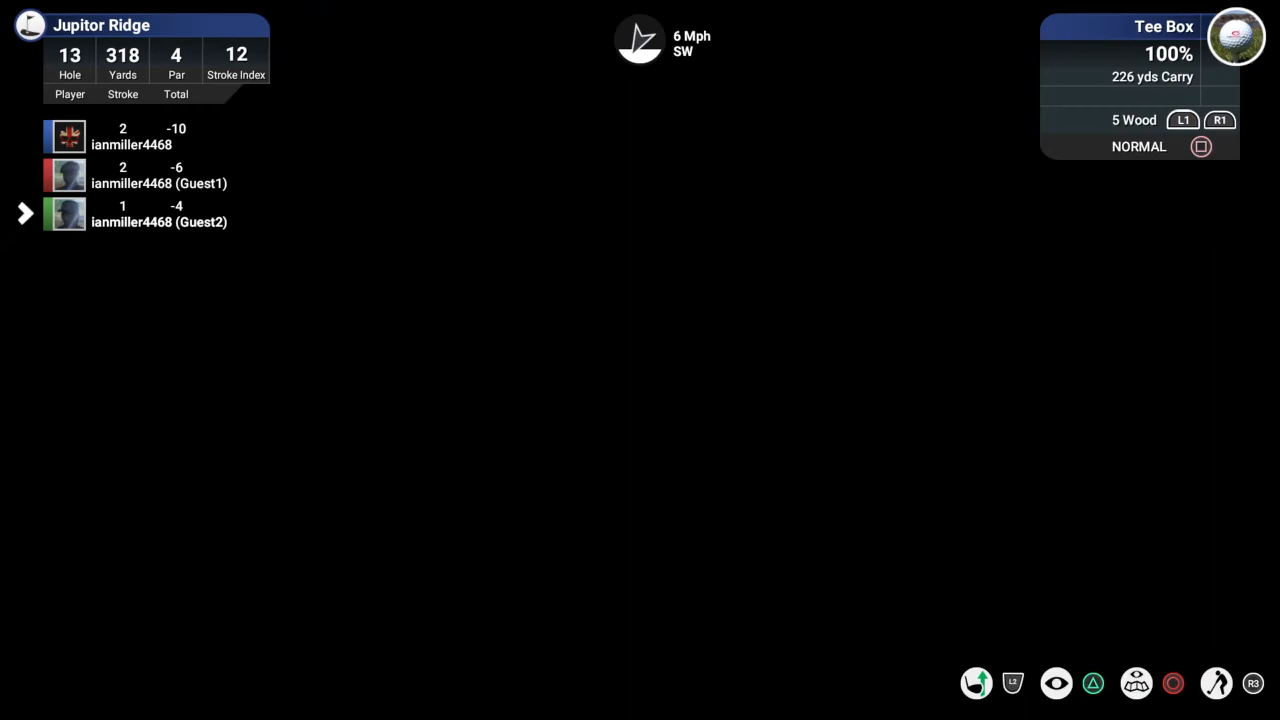 Jupitor Ridge
13 318 4 12
Hole Yards Par Stroke Index
Player Stroke Total
2 -10
ianmiller4468
2 -6
ianmiller4468 (Guest1)
1 -4
ianmiller4468 (Guest2)
6 Mph
SW
Tee Box
100%
226 yds Carry
5 Wood L1 R1
NORMAL
L2
R3